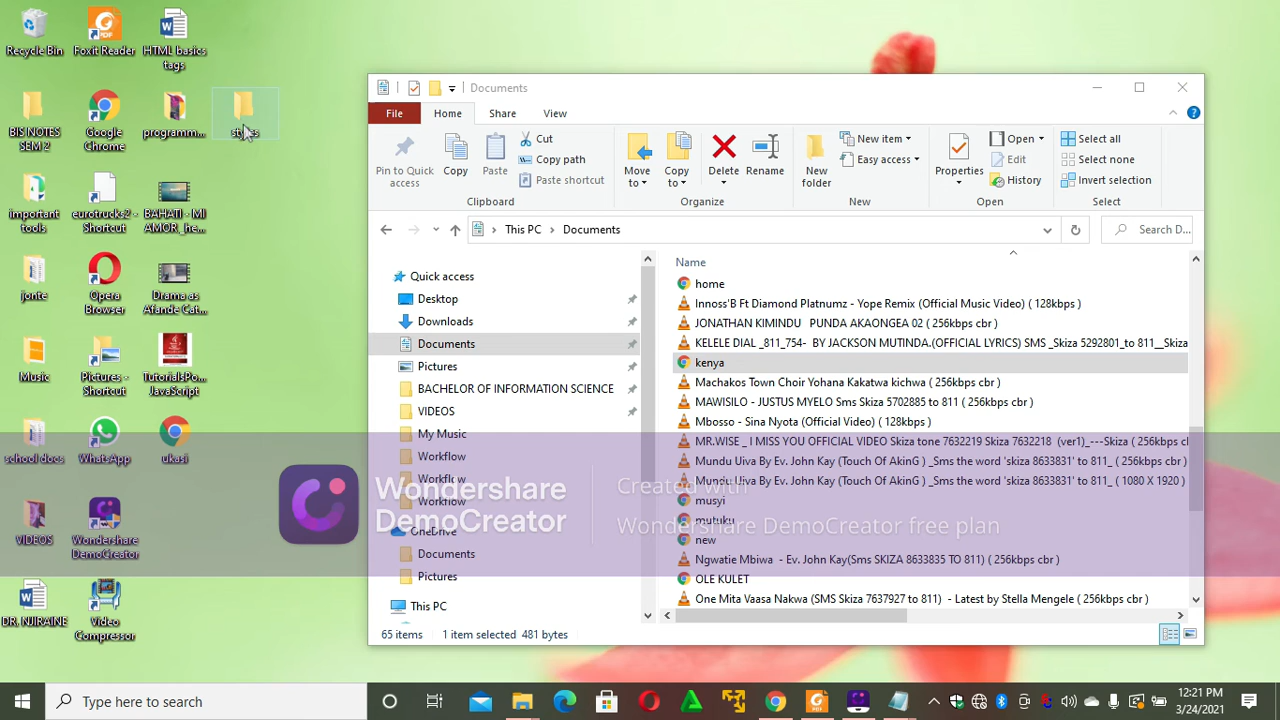 Recycle Bin
Foxit Reader
HTML basics
tags
BIS NOTES
SEM 2
Google
Chrome
programm...
styles
important
tools
eurotrucks2 -
Shortcut
BAHATI - MI
AMOR _he...
jonte
Opera
Browser
Drama as
Afande Cat...
Music
Pictures -
Shortcut
TutorialsPo...
JavaScript
school docs
WhatsApp
ukasi
VIDEOS
Wondershare
DemoCreator
DR, NJIRAINE
Video
Compressor
Documents
File
Home
Share
View
Pin to Quick
access
Copy
Paste
Cut
Copy path
Paste shortcut
Clipboard
Move
to
Copy
to
Delete
Rename
Organize
New
folder
New item
Easy access
New
Properties
Open
Edit
History
Open
Select all
Select none
Invert selection
Select
This PC
Documents
Search D...
Quick access
Desktop
Downloads
Documents
Pictures
BACHELOR OF INFORMATION SCIENCE
VIDEOS
My Music
Workflow
Workflow
Workflow
OneDrive
Documents
Pictures
This PC
Name
home
Innoss'B Ft Diamond Platnumz - Yope Remix (Official Music Video) ( 128kbps )
JONATHAN KIMINDU PUNDA AKAONGEA 02 ( 256kbps cbr )
KELELE DIAL _811_754- BY JACKSON MUTINDA.(OFFICIAL LYRICS) SMS _Skiza 5292801_to 811__Skiza
kenya
Machakos Town Choir Yohana Kakatwa kichwa ( 256kbps cbr )
MAWISILO - JUSTUS MYELO Sms Skiza 5702885 to 811 ( 256kbps cbr )
Mbosso - Sina Nyota (Official Video) ( 128kbps )
MR.WISE _ I MISS YOU OFFICIAL VIDEO Skiza tone 7632219 Skiza 7632218 (ver1)_---Skiza ( 256kbps cbr
Mundu Uiva By Ev. John Kay (Touch Of AkinG ) _Sms the word 'skiza 8633831' to 811_ ( 256kbps cbr )
Mundu Uiva By Ev. John Kay (Touch Of AkinG ) _Sms the word 'skiza 8633831' to 811_ ( 1080 X 1920 )
musyi
mutuku
new
Ngwatie Mbiwa - Ev. John Kay(Sms SKIZA 8633835 TO 811) ( 256kbps cbr )
OLE KULET
One Mita Vaasa Nakwa (SMS Skiza 7637927 to 811) - Latest by Stella Mengele ( 256kbps cbr )
65 items
1 item selected 481 bytes
Wondershare
DemoCreator
Created with
Wondershare DemoCreator free plan
Type here to search
12:21 PM
3/24/2021